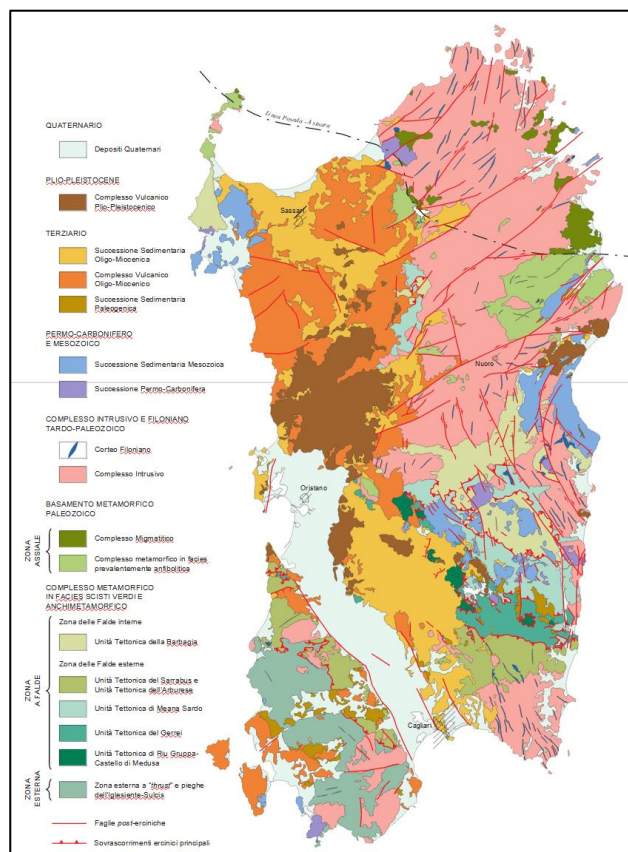 Linea Posada - Asinara
QUATERNARIO
Depositi Quaternari
PLIO-PLEISTOCENE
Complesso Vulcanico
Plio-Pleistocenico
TERZIARIO
Successione Sedimentaria
Oligo-Miocenica
Complesso Vulcanico
Oligo-Miocenico
Successione Sedimentaria
Paleogenica
PERMO-CARBONIFERO
E MESOZOICO
Successione Sedimentaria Mesozoica
Successione Permo-Carbonifera
COMPLESSO INTRUSIVO E FILONIANO
TARDO-PALEOZOICO
Corteo Filoniano
Complesso Intrusivo
BASAMENTO METAMORFICO
PALEOZOICO
ZONA
ASSIALE
Complesso Migmatitico
Complesso metamorfico in facies
prevalentemente anfibolitica
COMPLESSO METAMORFICO
IN FACIES SCISTI VERDI E
ANCHIMETAMORFICO
ZONA
A FALDE
Zona delle Falde interne
Unità Tettonica della Barbagia
Zona delle Falde esterne
Unità Tettonica del Sarrabus e
Unità Tettonica dell'Arburese
Unità Tettonica di Meana Sardo
Unità Tettonica del Gerrei
Unità Tettonica di Riu Gruppa-
Castello di Medusa
ZONA
ESTERNA
Zona esterna a "thrust" e pieghe
dell'Iglesiente-Sulcis
Faglie post-erciniche
Sovrascorrimenti ercinici principali
Sassari
Nuoro
Oristano
Cagliari